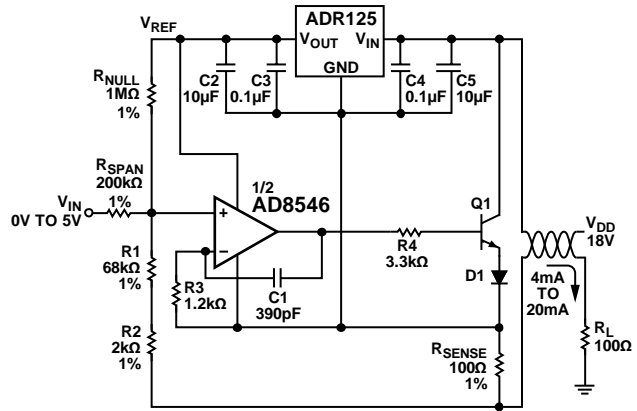 ADR125
VREF
VOUT VIN
GND
RNULL
1MΩ
1%
C2
10µF
C3
0.1µF
C4
0.1µF
C5
10µF
RSPAN
200kΩ
1%
VIN
0V TO 5V
1/2
AD8546
+
–
R1
68kΩ
1%
R3
1.2kΩ
C1
390pF
R4
3.3kΩ
Q1
D1
VDD
18V
4mA
TO
20mA
R2
2kΩ
1%
RSENSE
100Ω
1%
RL
100Ω